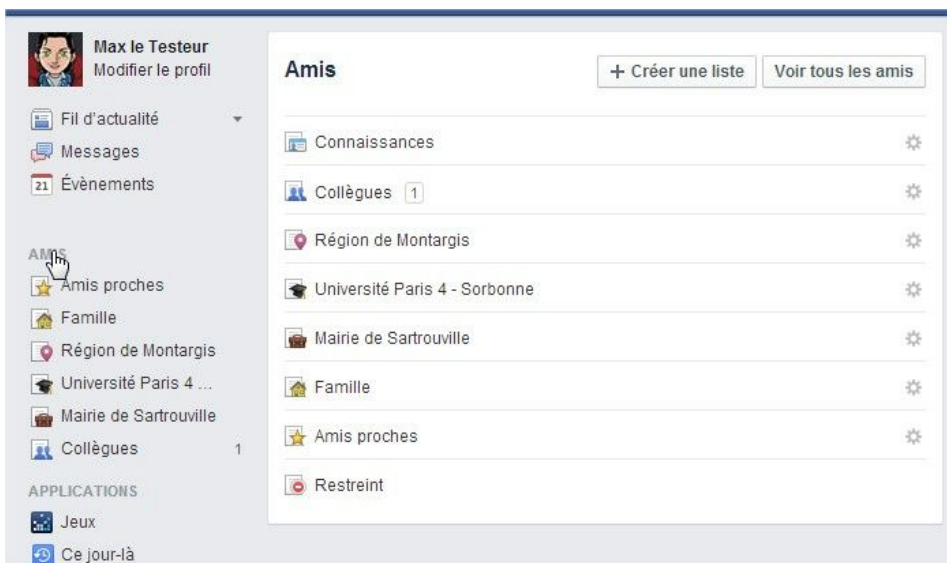 Max le Testeur
Modifier le profil
Fil d'actualité
Messages
21 Évènements
AMIS
Amis proches
Famille
Région de Montargis
Université Paris 4 ...
Mairie de Sartrouville
Collègues 1
APPLICATIONS
Jeux
Ce jour-là
Amis
+ Créer une liste
Voir tous les amis
Connaissances
Collègues 1
Région de Montargis
Université Paris 4 - Sorbonne
Mairie de Sartrouville
Famille
Amis proches
Restreint